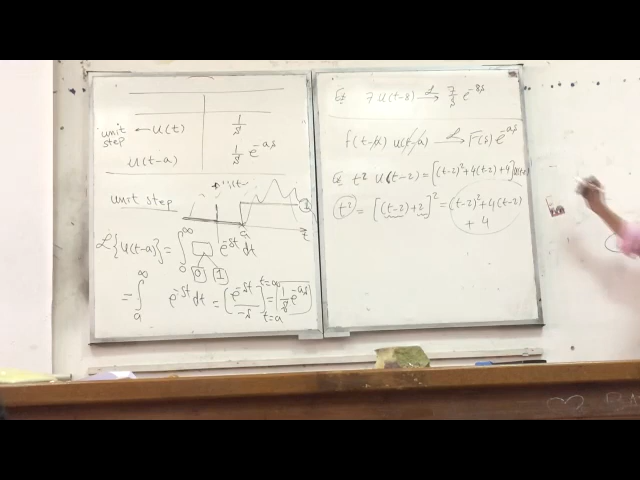 unit step ← u(t) 1/s
u(t-a) 1/s e^-as
unit step
a t
L{u(t-a)} = ∫₀^∞ e^-st dt
0 1
= ∫ₐ^∞ e^-st dt = [e^-st / -s] t=a = 1/s e^-as
Ex 7 u(t-8) →L 7/s e^-8s
f(t-a) u(t-a) →L F(s) e^-as
Ex t² u(t-2) = [(t-2)²+4(t-2)+4] u(t-2)
t² = [(t-2)+2]² = (t-2)²+4(t-2)
+ 4